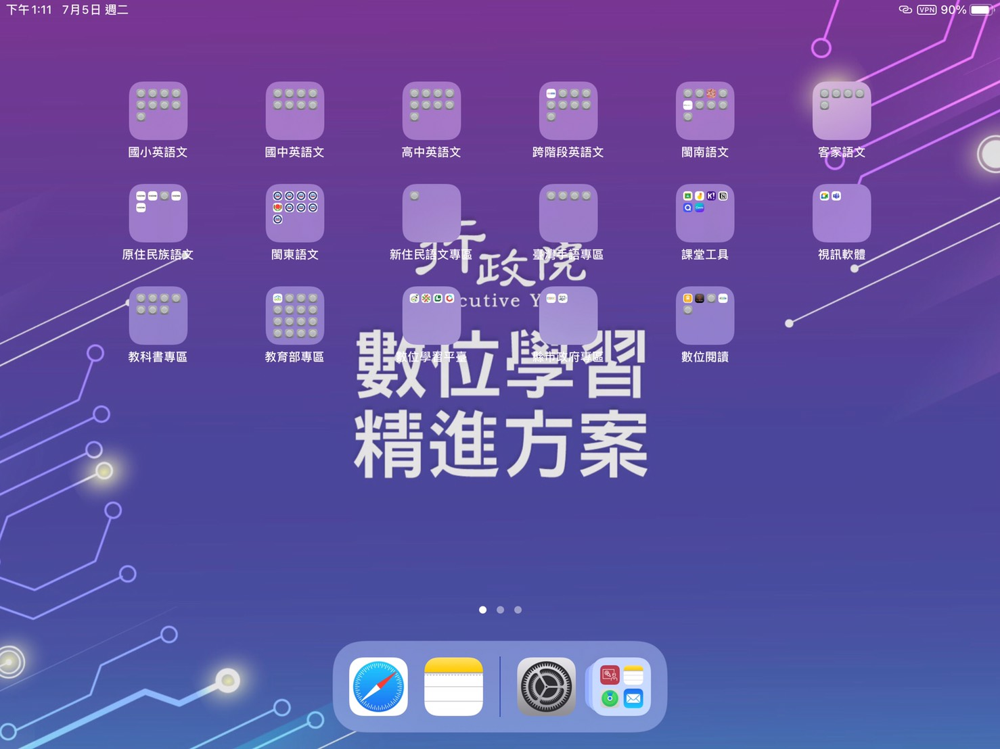 下午1:11 7月5日 週二
VPN 90%
國小英語文
國中英語文
高中英語文
跨階段英語文
閩南語文
客家語文
原住民族語文
閩東語文
新住民語文專區
臺灣手語專區
課堂工具
視訊軟體
行政院
cutive Y
教科書專區
教育部專區
數位學習平臺
縣市政府專區
數位閱讀
數位學習
精進方案